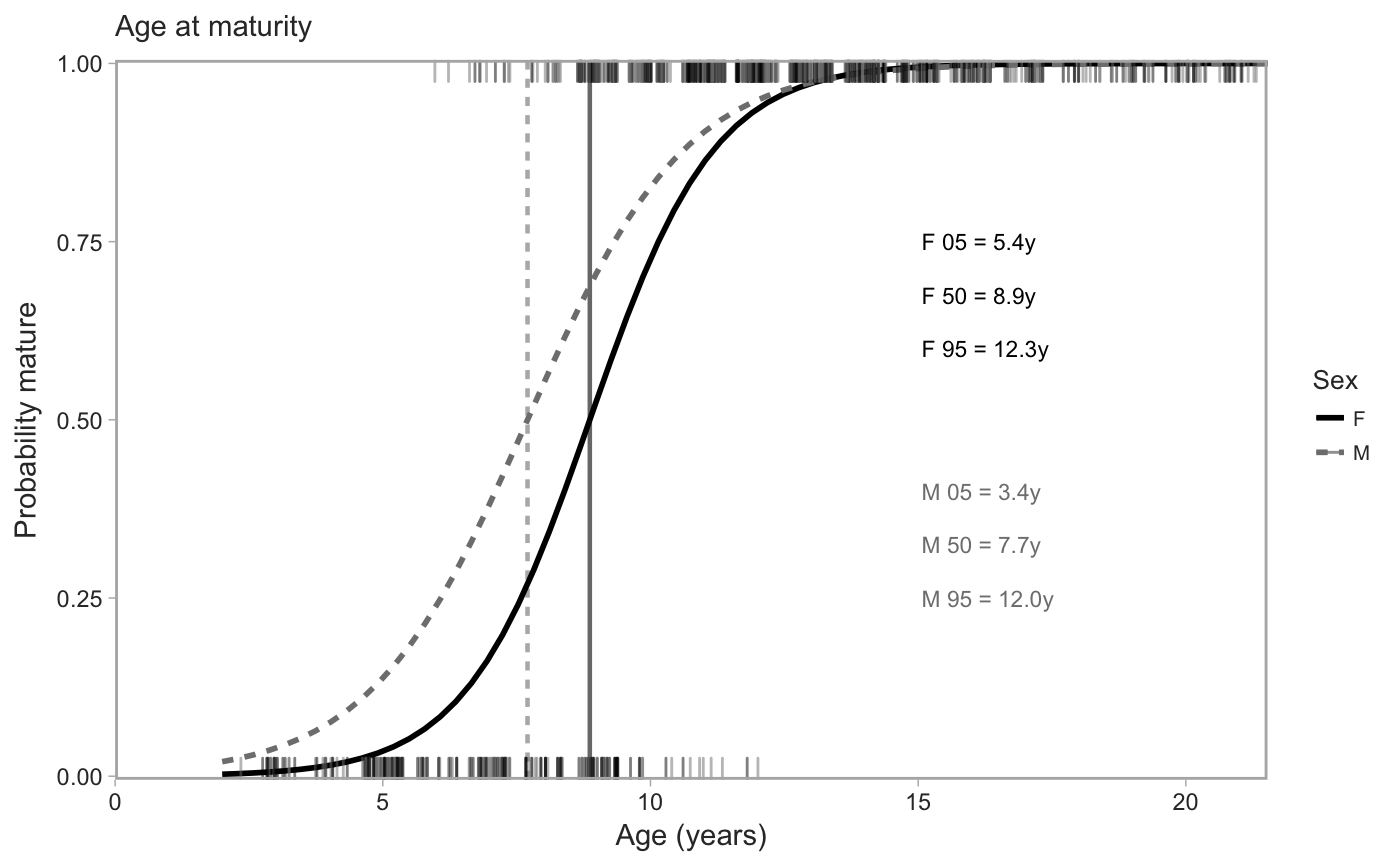 Age at maturity
1.00
0.75
0.50
0.25
0.00
Probability mature
F 05 = 5.4y
F 50 = 8.9y
F 95 = 12.3y
M 05 = 3.4y
M 50 = 7.7y
M 95 = 12.0y
Sex
F
M
0 5 10 15 20
Age (years)